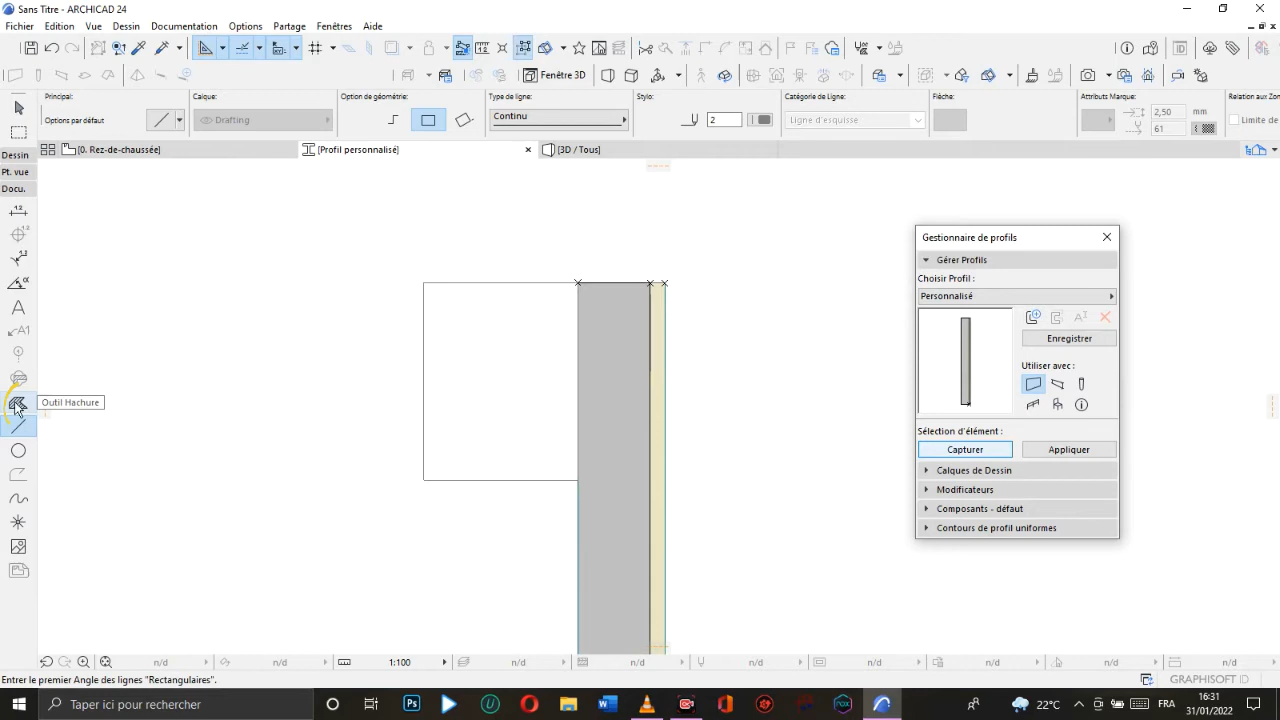 Sans Titre - ARCHICAD 24
Fichier Edition Vue Dessin Documentation Options Partage Fenêtres Aide
Fenêtre 3D
Principal: Calque: Option de géométrie: Type de ligne: Stylo: Catégorie de Ligne: Flèche: Attributs Marque: Relation aux Zon
Options par défaut Drafting Continu 2 Ligne d'esquisse 2,50 mm 61 Limite de
[0. Rez-de-chaussée] [Profil personnalisé] [3D / Tous]
Dessin
Pt. vue
Docu.
Outil Hachure
Gestionnaire de profils
Gérer Profils
Choisir Profil :
Personnalisé
Enregistrer
Utiliser avec :
Sélection d'élément :
Capturer Appliquer
Calques de Dessin
Modificateurs
Composants - défaut
Contours de profil uniformes
n/d n/d 1:100 n/d n/d n/d n/d n/d n/d n/d
Entrer le premier Angle des lignes "Rectangulaires". GRAPHISOFT ID
Taper ici pour rechercher 22°C FRA 16:31
31/01/2022